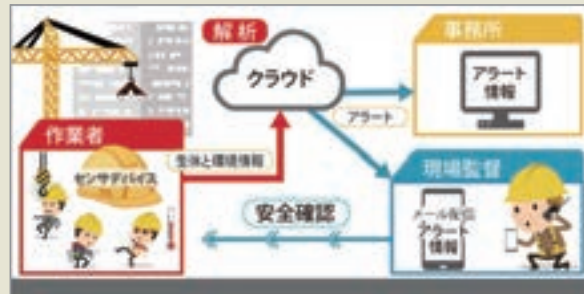 解析
クラウド
事務所
アラート
情報
アラート
作業者
センサデバイス
生体と環境情報
現場監督
メール配信
アラート
情報
安全確認